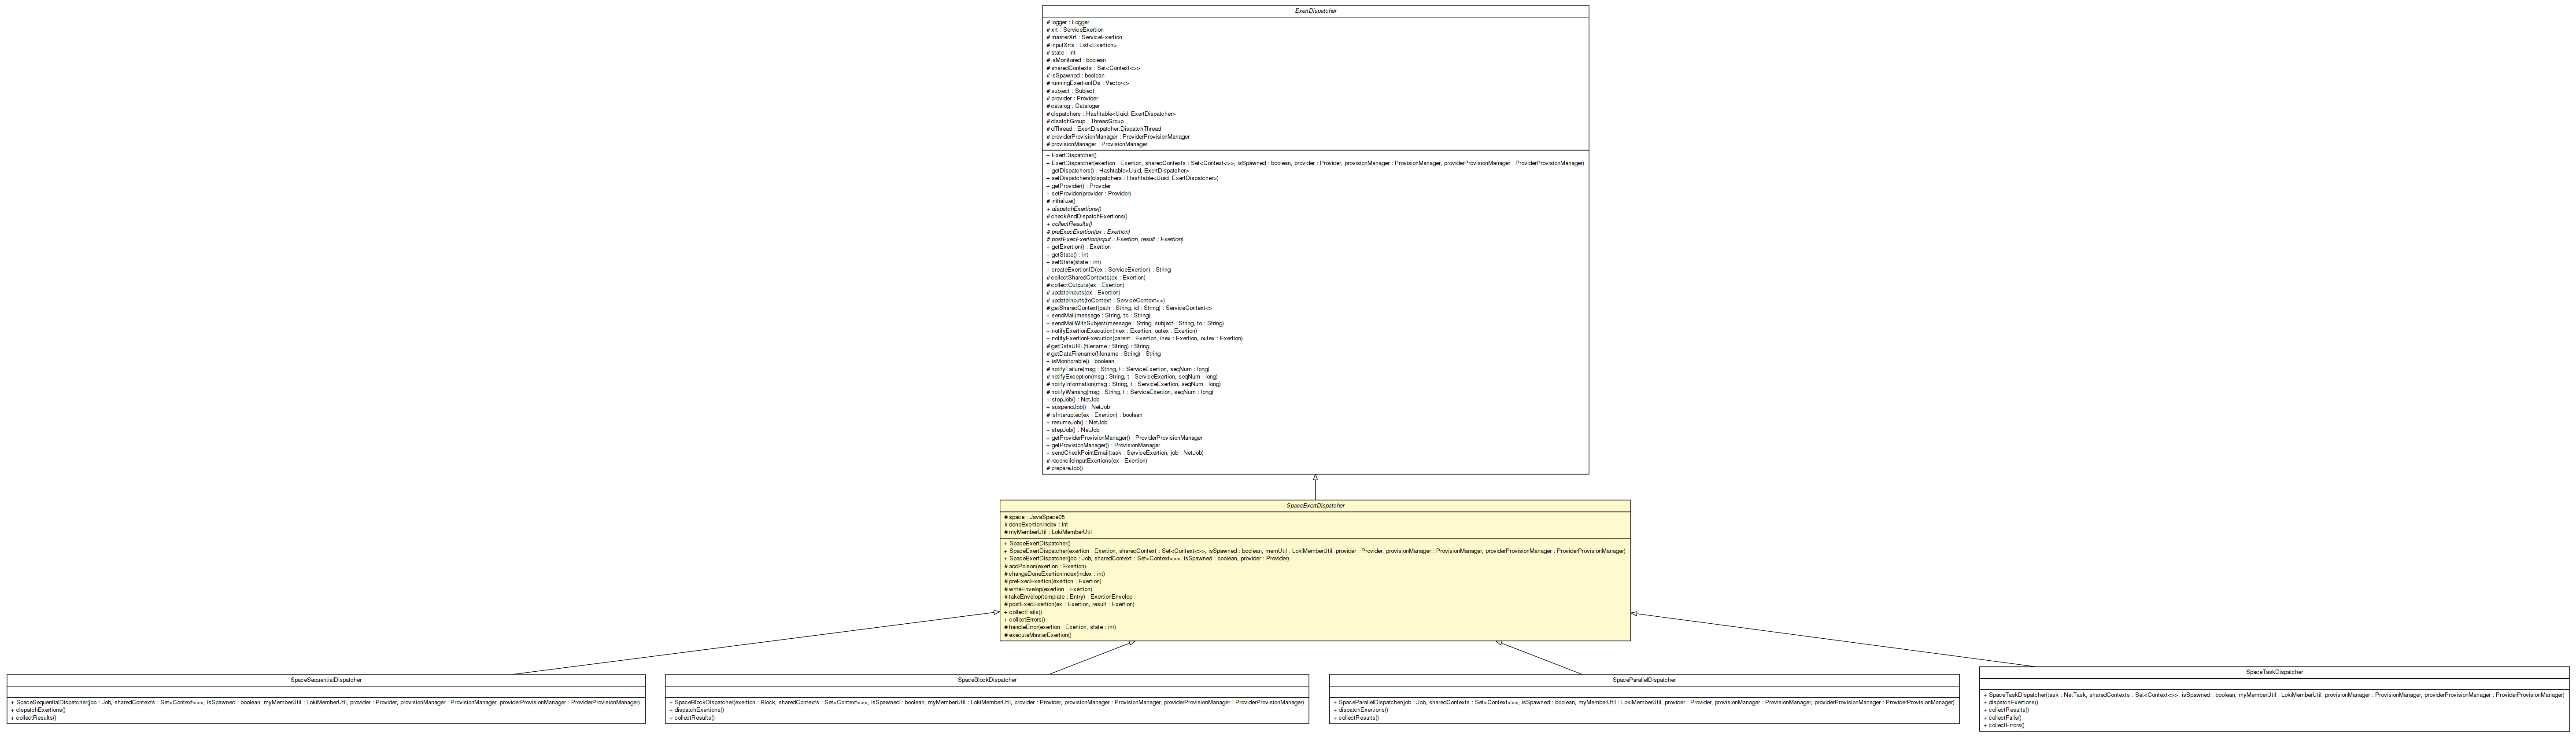 ExertDispatcher
# logger : Logger
# xrt : ServiceExertion
# masterXrt : ServiceExertion
# inputXrts : List<Exertion>
# state : int
# isMonitored : boolean
# sharedContexts : Set<Context<>>
# isSpawned : boolean
# runningExertionIDs : Vector<>
# subject : Subject
# provider : Provider
# catalog : Cataloger
# dispatchers : Hashtable<Uuid, ExertDispatcher>
# disatchGroup : ThreadGroup
# dThread : ExertDispatcher.DispatchThread
# providerProvisionManager : ProviderProvisionManager
# provisionManager : ProvisionManager
+ ExertDispatcher()
+ ExertDispatcher(exertion : Exertion, sharedContexts : Set<Context<>>, isSpawned : boolean, provider : Provider, provisionManager : ProvisionManager, providerProvisionManager : ProviderProvisionManager)
+ getDispatchers() : Hashtable<Uuid, ExertDispatcher>
+ setDispatchers(dispatchers : Hashtable<Uuid, ExertDispatcher>)
+ getProvider() : Provider
+ setProvider(provider : Provider)
# initialize()
+ dispatchExertions()
# checkAndDispatchExertions()
+ collectResults()
# preExecExertion(ex : Exertion)
# postExecExertion(input : Exertion, result : Exertion)
+ getExertion() : Exertion
+ getState() : int
+ setState(state : int)
+ createExertionID(ex : ServiceExertion) : String
# collectSharedContexts(ex : Exertion)
# collectOutputs(ex : Exertion)
# updateInputs(ex : Exertion)
# updateInputs(toContext : ServiceContext<>)
# getSharedContext(path : String, id : String) : ServiceContext<>
+ sendMail(message : String, to : String)
+ sendMailWithSubject(message : String, subject : String, to : String)
+ notifyExertionExecution(inex : Exertion, outex : Exertion)
+ notifyExertionExecution(parent : Exertion, inex : Exertion, outex : Exertion)
# getDataURL(filename : String) : String
# getDataFilename(filename : String) : String
+ isMonitorable() : boolean
# notifyFailure(msg : String, t : ServiceExertion, seqNum : long)
# notifyException(msg : String, t : ServiceExertion, seqNum : long)
# notifyInformation(msg : String, t : ServiceExertion, seqNum : long)
# notifyWarning(msg : String, t : ServiceExertion, seqNum : long)
+ stopJob() : NetJob
+ suspendJob() : NetJob
# isInterupted(ex : Exertion) : boolean
+ resumeJob() : NetJob
+ stepJob() : NetJob
+ getProviderProvisionManager() : ProviderProvisionManager
+ getProvisionManager() : ProvisionManager
+ sendCheckPointEmail(task : ServiceExertion, job : NetJob)
# reconcileInputExertions(ex : Exertion)
# prepareJob()
SpaceExertDispatcher
# space : JavaSpace05
# doneExertionIndex : int
# myMemberUtil : LokiMemberUtil
+ SpaceExertDispatcher()
+ SpaceExertDispatcher(exertion : Exertion, sharedContext : Set<Context<>>, isSpawned : boolean, memUtil : LokiMemberUtil, provider : Provider, provisionManager : ProvisionManager, providerProvisionManager : ProviderProvisionManager)
+ SpaceExertDispatcher(job : Job, sharedContext : Set<Context<>>, isSpawned : boolean, provider : Provider)
# addPoison(exertion : Exertion)
# changeDoneExertionIndex(index : int)
# preExecExertion(exertion : Exertion)
# writeEnvelop(exertion : Exertion)
# takeEnvelop(template : Entry) : ExertionEnvelop
# postExecExertion(ex : Exertion, result : Exertion)
+ collectFails()
+ collectErrors()
# handleError(exertion : Exertion, state : int)
# executeMasterExertion()
SpaceSequentialDispatcher
+ SpaceSequentialDispatcher(job : Job, sharedContexts : Set<Context<>>, isSpawned : boolean, myMemberUtil : LokiMemberUtil, provider : Provider, provisionManager : ProvisionManager, providerProvisionManager : ProviderProvisionManager)
+ dispatchExertions()
+ collectResults()
SpaceBlockDispatcher
+ SpaceBlockDispatcher(exertion : Block, sharedContexts : Set<Context<>>, isSpawned : boolean, myMemberUtil : LokiMemberUtil, provider : Provider, provisionManager : ProvisionManager, providerProvisionManager : ProviderProvisionManager)
+ dispatchExertions()
+ collectResults()
SpaceParallelDispatcher
+ SpaceParallelDispatcher(job : Job, sharedContexts : Set<Context<>>, isSpawned : boolean, myMemberUtil : LokiMemberUtil, provider : Provider, provisionManager : ProvisionManager, providerProvisionManager : ProviderProvisionManager)
+ dispatchExertions()
+ collectResults()
SpaceTaskDispatcher
+ SpaceTaskDispatcher(task : NetTask, sharedContexts : Set<Context<>>, isSpawned : boolean, myMemberUtil : LokiMemberUtil, provisionManager : ProvisionManager, providerProvisionManager : ProviderProvisionManager)
+ dispatchExertions()
+ collectResults()
+ collectFails()
+ collectErrors()